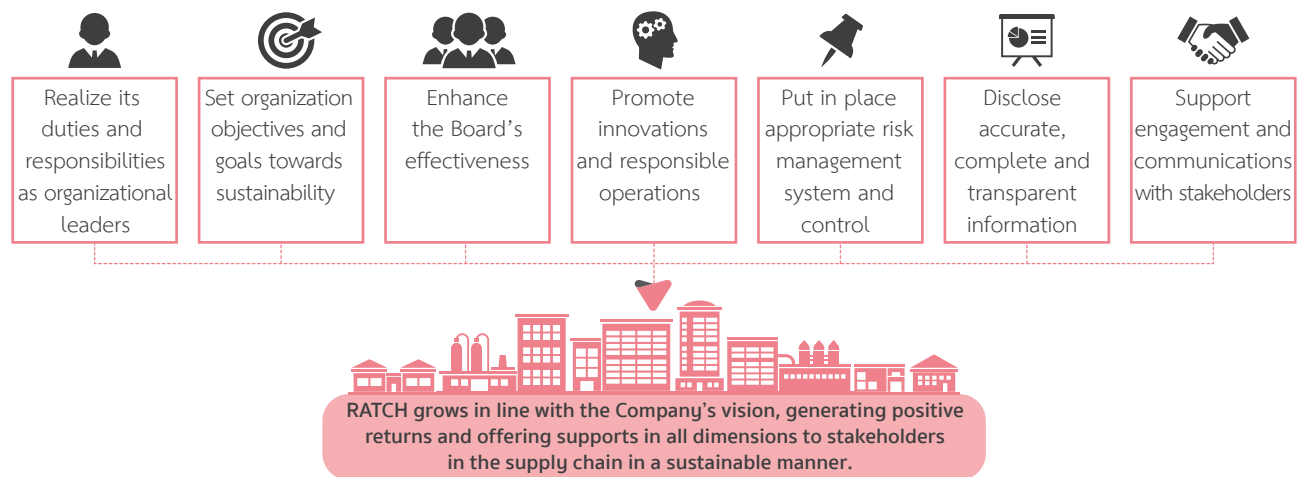 Realize its
duties and
responsibilities
as organizational
leaders
Set organization
objectives and
goals towards
sustainability
Enhance
the Board's
effectiveness
Promote
innovations
and responsible
operations
Put in place
appropriate risk
management
system and
control
Disclose
accurate,
complete and
transparent
information
Support
engagement and
communications
with stakeholders
RATCH grows in line with the Company's vision, generating positive
returns and offering supports in all dimensions to stakeholders
in the supply chain in a sustainable manner.